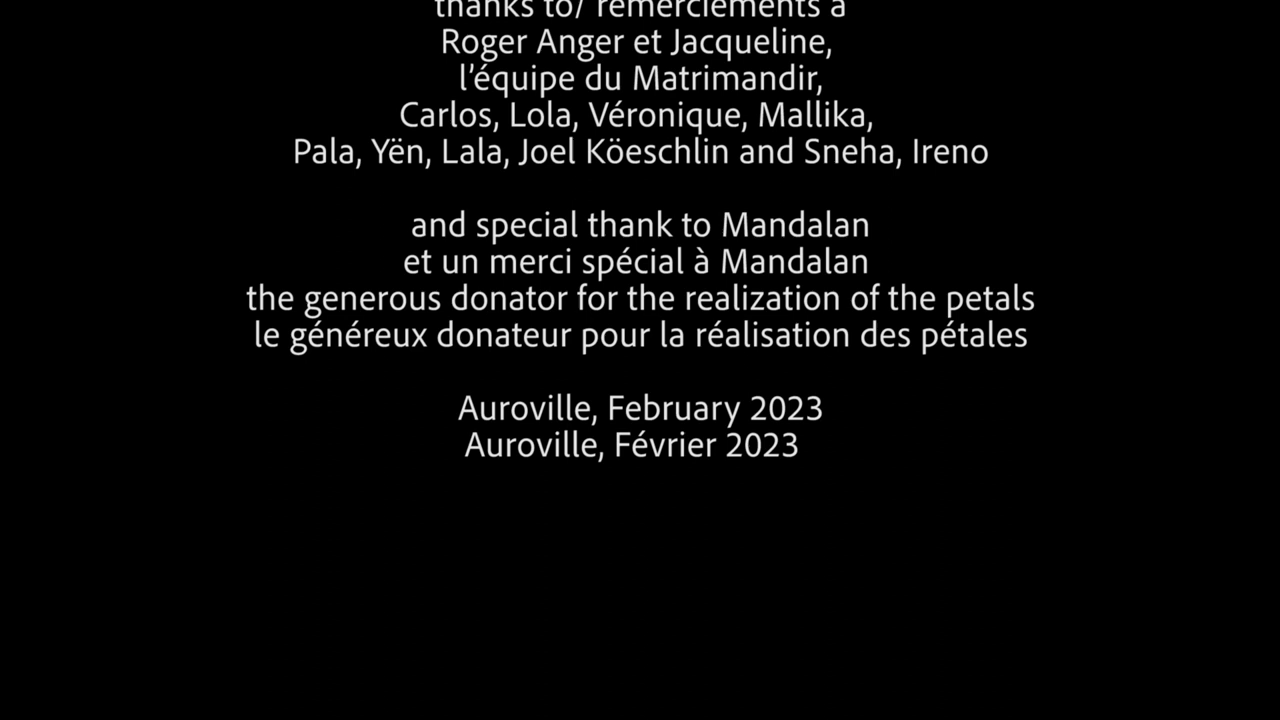 thanks to/ remerciements à
Roger Anger et Jacqueline,
l’équipe du Matrimandir,
Carlos, Lola, Véronique, Mallika,
Pala, Yën, Lala, Joel Köeschlin and Sneha, Ireno
and special thank to Mandalan
et un merci spécial à Mandalan
the generous donator for the realization of the petals
le généreux donateur pour la réalisation des pétales
Auroville, February 2023
Auroville, Février 2023